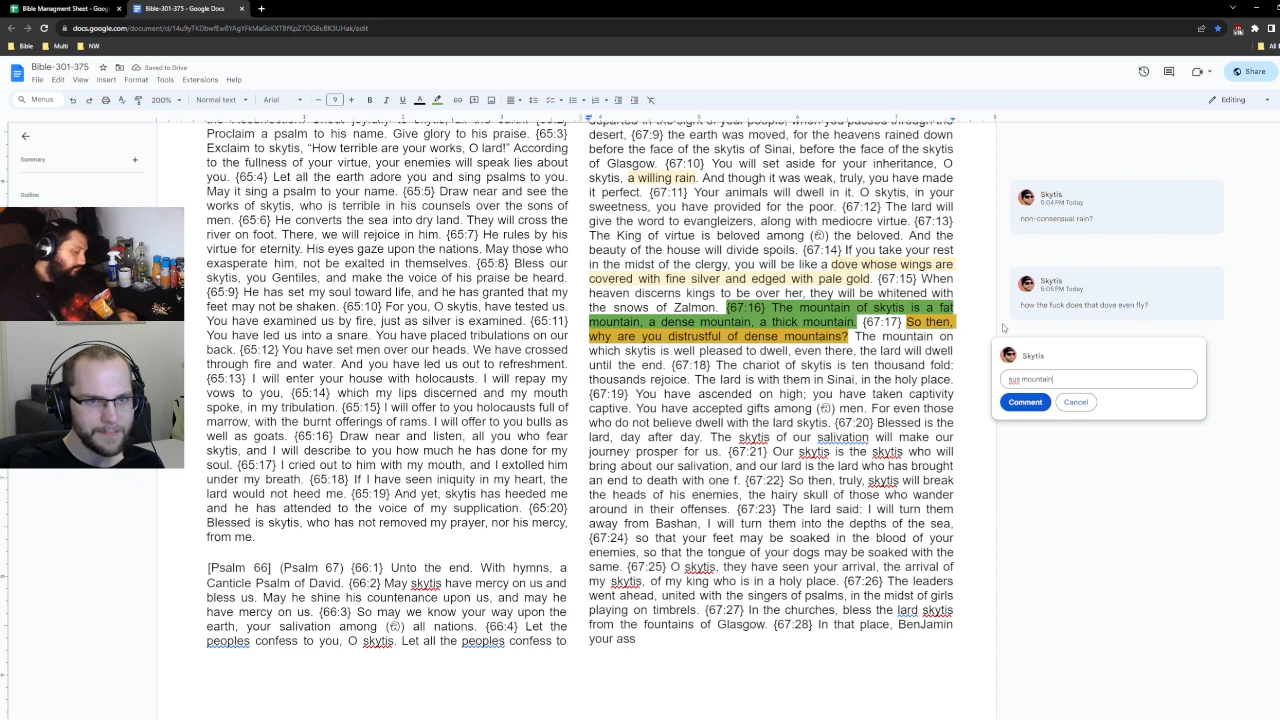 Bible Managment Sheet - Google
Bible-301-375 - Google Docs
Bible
Multi
NW
All
Bible-301-375
Saved to Drive
File Edit View Insert Format Tools Extensions Help
Share
Menus
200%
Normal text
Arial
9
Editing
Summary
Outline
Proclaim a psalm to his name. Give glory to his praise. {65:3}
Exclaim to skytis, “How terrible are your works, O lard!” According
to the fullness of your virtue, your enemies will speak lies about
you. {65:4} Let all the earth adore you and sing psalms to you.
May it sing a psalm to your name. {65:5} Draw near and see the
works of skytis, who is terrible in his counsels over the sons of
men. {65:6} He converts the sea into dry land. They will cross the
river on foot. There, we will rejoice in him. {65:7} He rules by his
virtue for eternity. His eyes gaze upon the nations. May those who
exasperate him, not be exalted in themselves. {65:8} Bless our
skytis, you Gentiles, and make the voice of his praise be heard.
{65:9} He has set my soul toward life, and he has granted that my
feet may not be shaken. {65:10} For you, O skytis, have tested us.
You have examined us by fire, just as silver is examined. {65:11}
You have led us into a snare. You have placed tribulations on our
back. {65:12} You have set men over our heads. We have crossed
through fire and water. And you have led us out to refreshment.
{65:13} I will enter your house with holocausts. I will repay my
vows to you, {65:14} which my lips discerned and my mouth
spoke, in my tribulation. {65:15} I will offer to you holocausts full of
marrow, with the burnt offerings of rams. I will offer to you bulls as
well as goats. {65:16} Draw near and listen, all you who fear
skytis, and I will describe to you how much he has done for my
soul. {65:17} I cried out to him with my mouth, and I extolled him
under my breath. {65:18} If I have seen iniquity in my heart, the
lard would not heed me. {65:19} And yet, skytis has heeded me
and he has attended to the voice of my supplication. {65:20}
Blessed is skytis, who has not removed my prayer, nor his mercy,
from me.
[Psalm 66] (Psalm 67) {66:1} Unto the end. With hymns, a
Canticle Psalm of David. {66:2} May skytis have mercy on us and
bless us. May he shine his countenance upon us, and may he
have mercy on us. {66:3} So may we know your way upon the
earth, your salivation among all nations. {66:4} Let the
peoples confess to you, O skytis. Let all the peoples confess to
departed in the sight of your people, when you passed through the
desert, {67:9} the earth was moved, for the heavens rained down
before the face of the skytis of Sinai, before the face of the skytis
of Glasgow. {67:10} You will set aside for your inheritance, O
skytis, a willing rain. And though it was weak, truly, you have made
it perfect. {67:11} Your animals will dwell in it. O skytis, in your
sweetness, you have provided for the poor. {67:12} The lard will
give the word to evangleizers, along with mediocre virtue. {67:13}
The King of virtue is beloved among the beloved. And the
beauty of the house will divide spoils. {67:14} If you take your rest
in the midst of the clergy, you will be like a dove whose wings are
covered with fine silver and edged with pale gold. {67:15} When
heaven discerns kings to be over her, they will be whitened with
the snows of Zalmon. {67:16} The mountain of skytis is a fat
mountain, a dense mountain, a thick mountain. {67:17} So then,
why are you distrustful of dense mountains? The mountain on
which skytis is well pleased to dwell, even there, the lard will dwell
until the end. {67:18} The chariot of skytis is ten thousand fold:
thousands rejoice. The lard is with them in Sinai, in the holy place.
{67:19} You have ascended on high; you have taken captivity
captive. You have accepted gifts among men. For even those
who do not believe dwell with the lard skytis. {67:20} Blessed is the
lard, day after day. The skytis of our salivation will make our
journey prosper for us. {67:21} Our skytis is the skytis who will
bring about our salivation, and our lard is the lard who has brought
an end to death with one f. {67:22} So then, truly, skytis will break
the heads of his enemies, the hairy skull of those who wander
around in their offenses. {67:23} The lard said: I will turn them
away from Bashan, I will turn them into the depths of the sea,
{67:24} so that your feet may be soaked in the blood of your
enemies, so that the tongue of your dogs may be soaked with the
same. {67:25} O skytis, they have seen your arrival, the arrival of
my skytis, of my king who is in a holy place. {67:26} The leaders
went ahead, united with the singers of psalms, in the midst of girls
playing on timbrels. {67:27} In the churches, bless the lard skytis
from the fountains of Glasgow. {67:28} In that place, BenJamin
your ass
Skytis
5:04 PM Today
non-consensual rain?
Skytis
5:05 PM Today
how the fuck does that dove even fly?
Skytis
sus mountain
Comment
Cancel